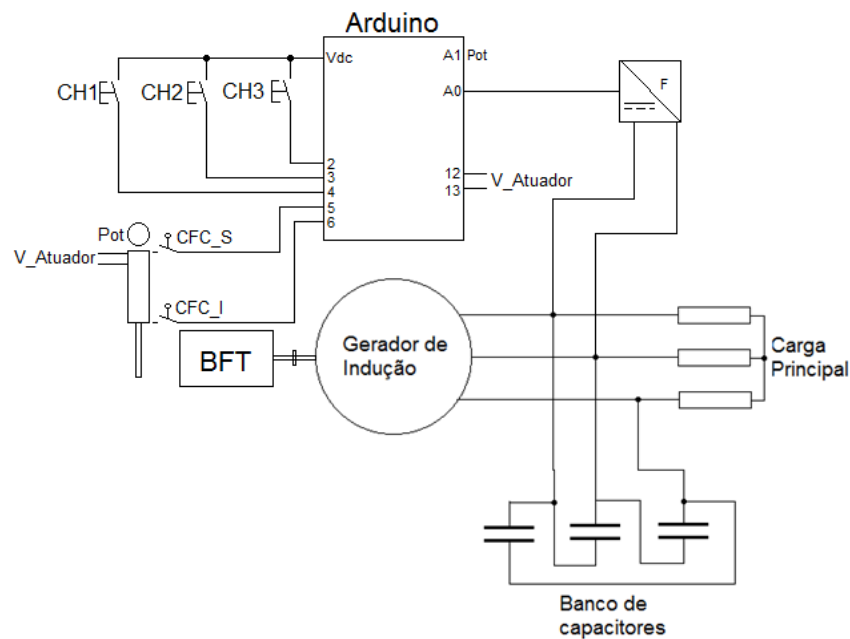 Arduino
Vdc
A1 Pot
CH1
CH2
CH3
A0
F
2
3
4
5
6
12
13
V_Atuador
Pot
CFC_S
V_Atuador
CFC_I
BFT
Gerador de
Indução
Carga
Principal
Banco de
capacitores